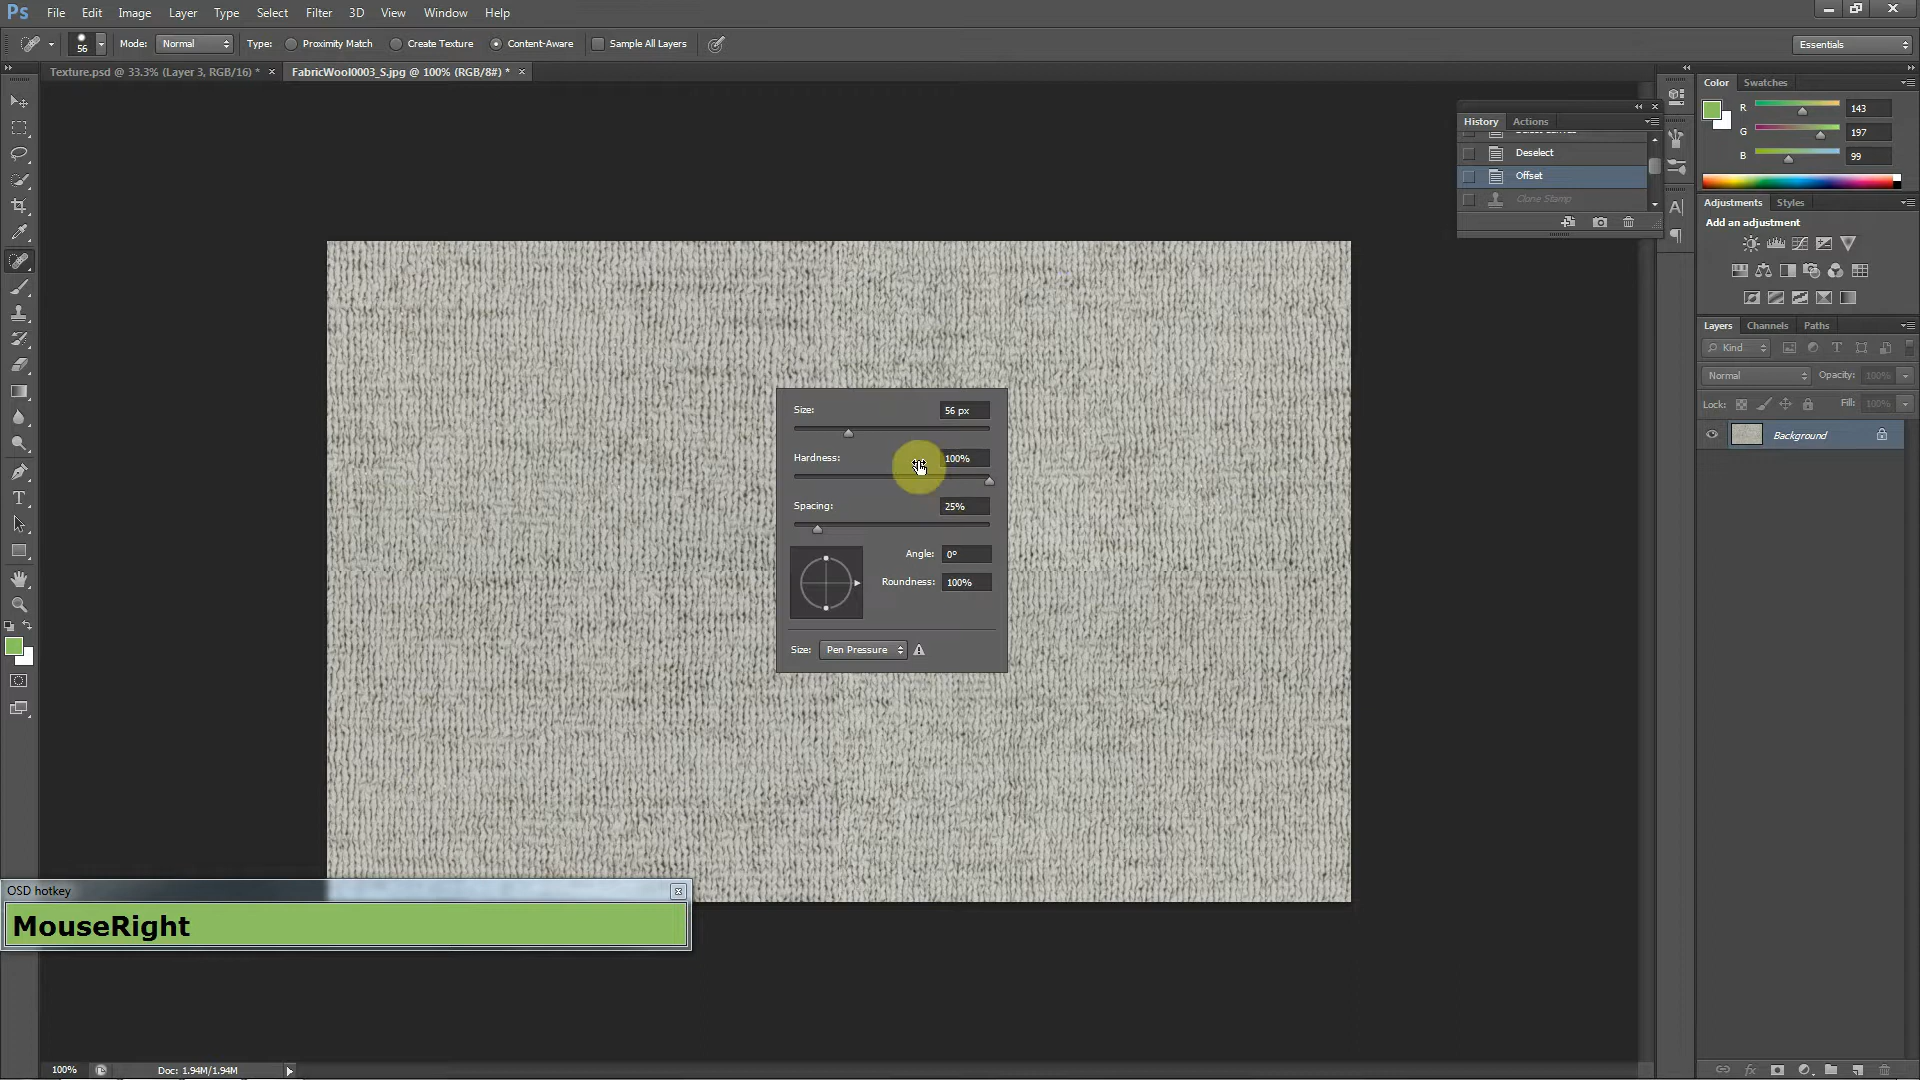 Ps File Edit Image Layer Type Select Filter 3D View Window Help
56 Mode: Normal Type: Proximity Match Create Texture Content-Aware Sample All Layers Essentials
Texture.psd @ 33.3% (Layer 3, RGB/16) * × FabricWool0003_S.jpg @ 100% (RGB/8#) * ×
Color Swatches
R 143
G 197
B 99
History Actions
Deselect
Offset
Clone Stamp
Adjustments Styles
Add an adjustment
Layers Channels Paths
Kind
Normal Opacity: 100%
Lock: Fill: 100%
Background
Size: 56 px
Hardness: 100%
Spacing: 25%
Angle: 0°
Roundness: 100%
Size: Pen Pressure
OSD hotkey
MouseRight
100% Doc: 1.94M/1.94M